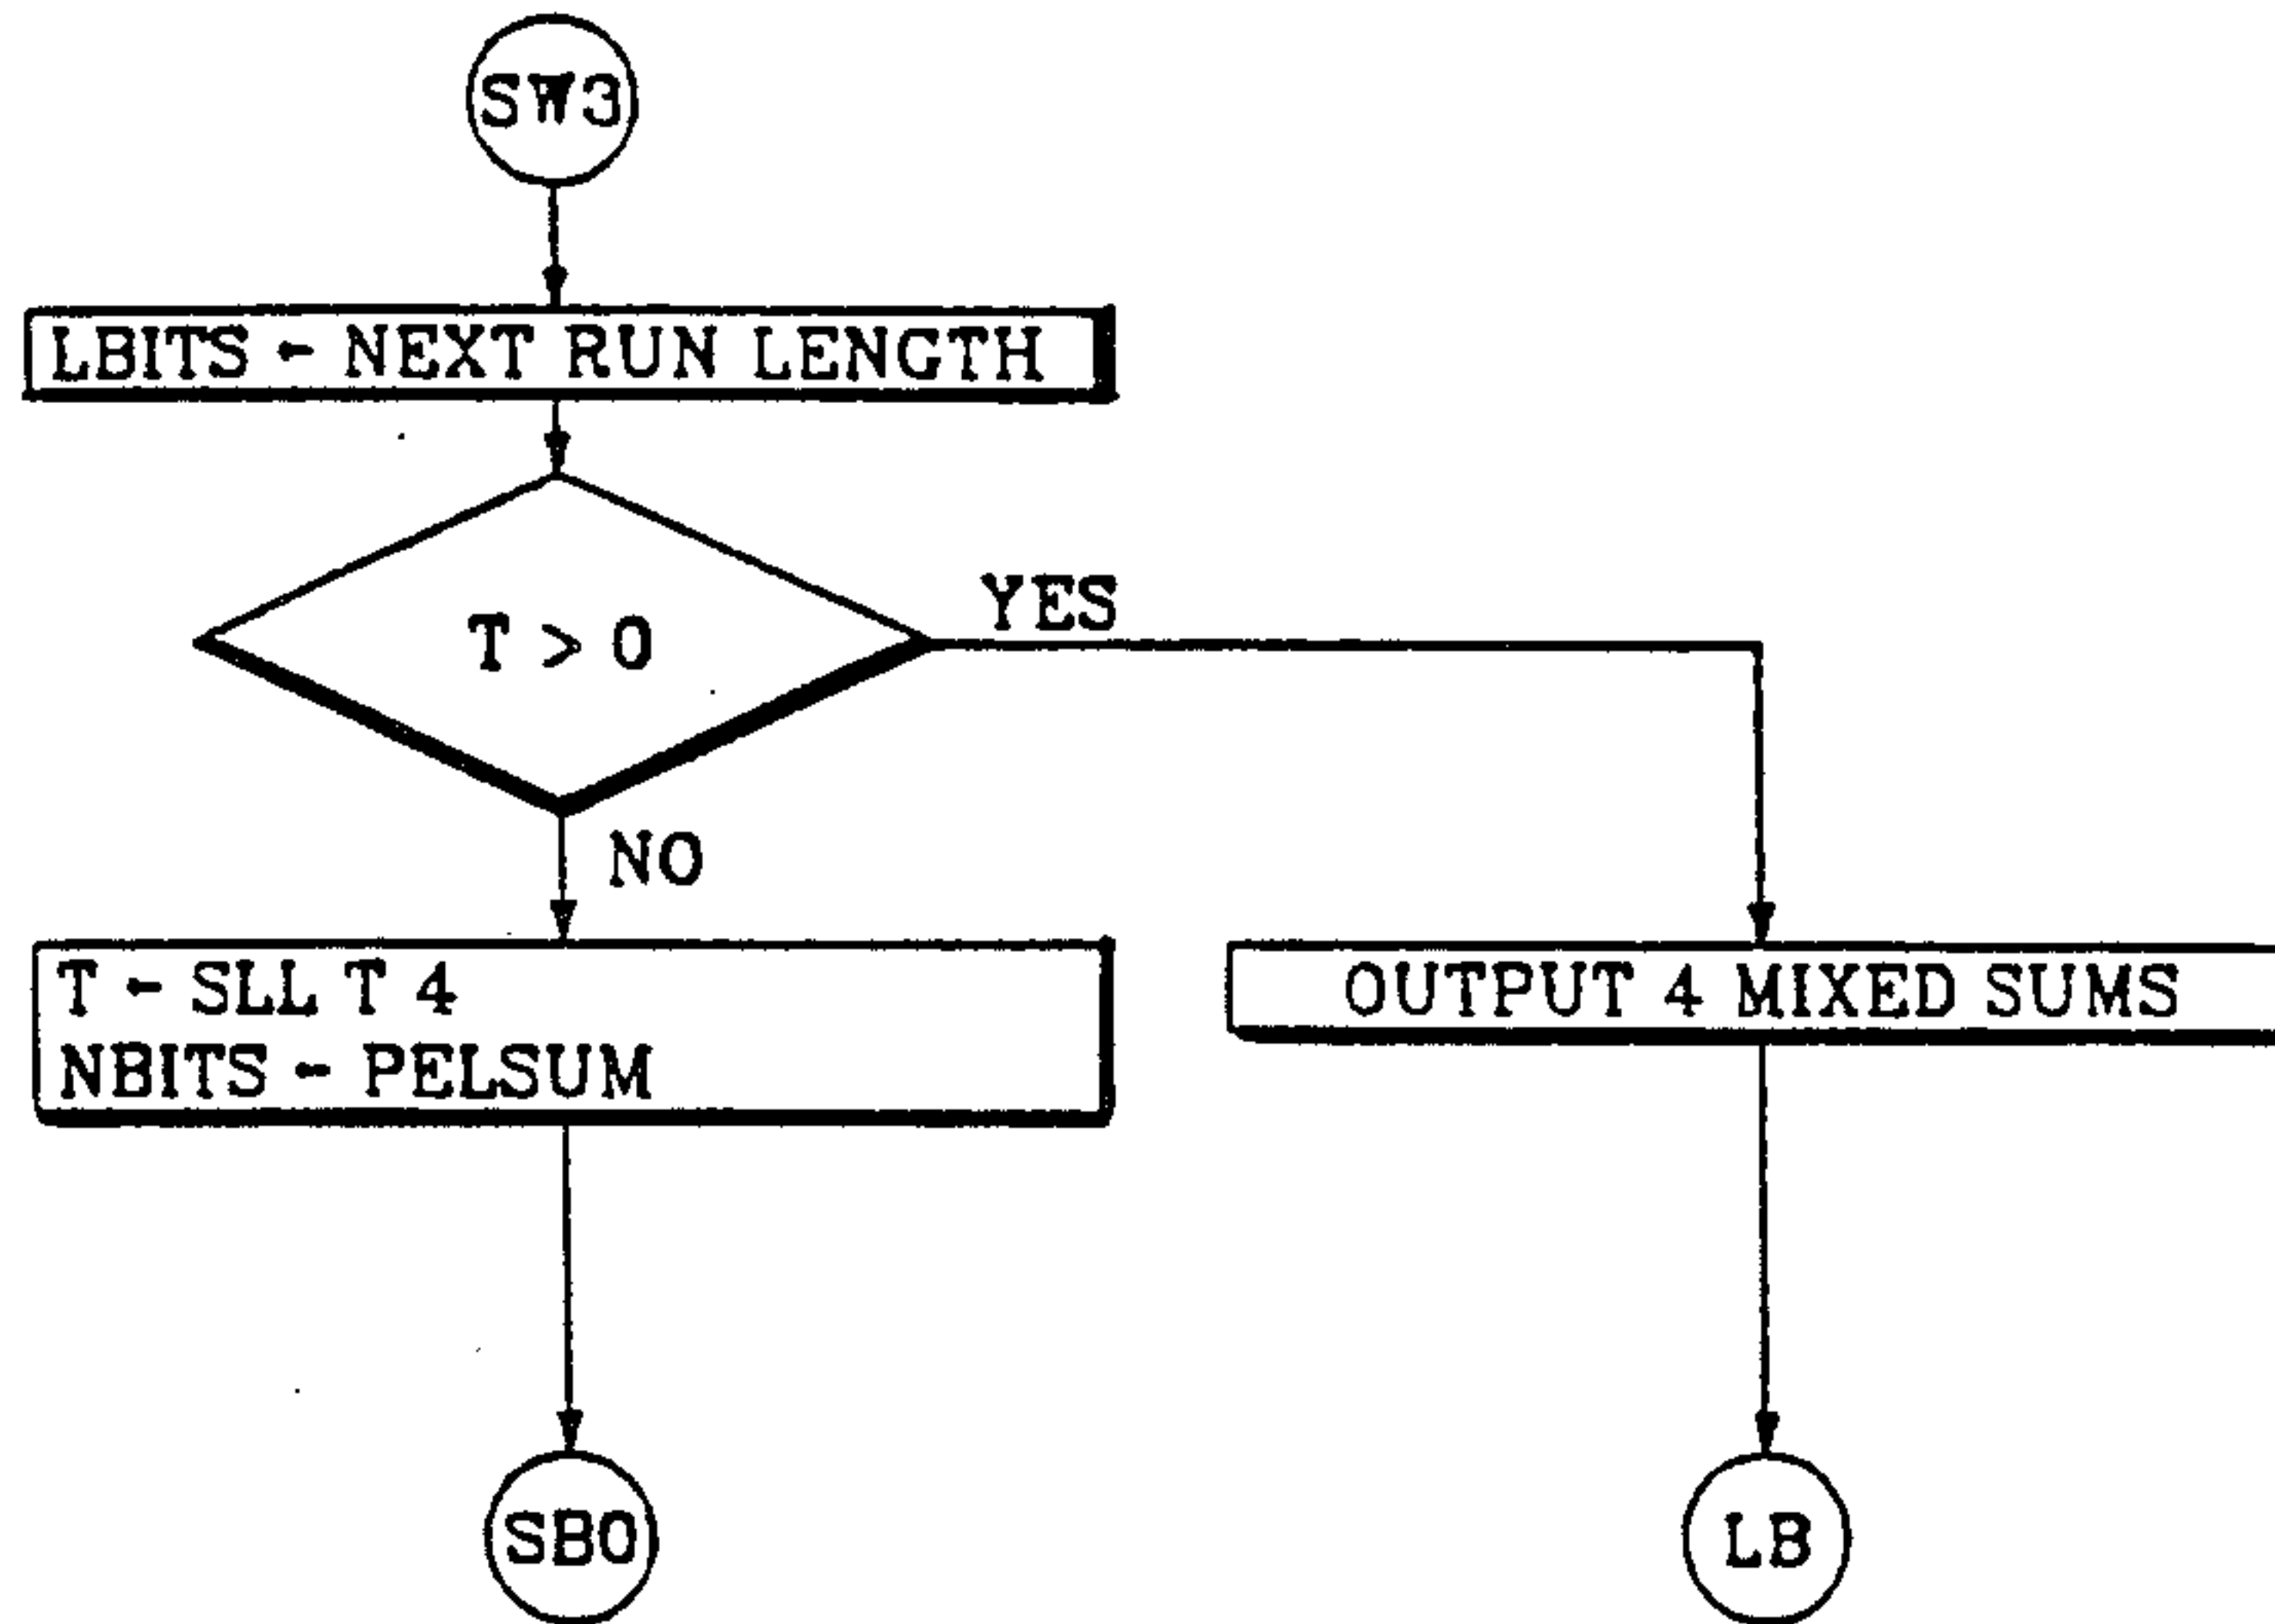 SW3
LBITS ← NEXT RUN LENGTH
T > 0
YES
NO
T ← SLL T 4
NBITS ← PELSUM
OUTPUT 4 MIXED SUMS
SB0
LB